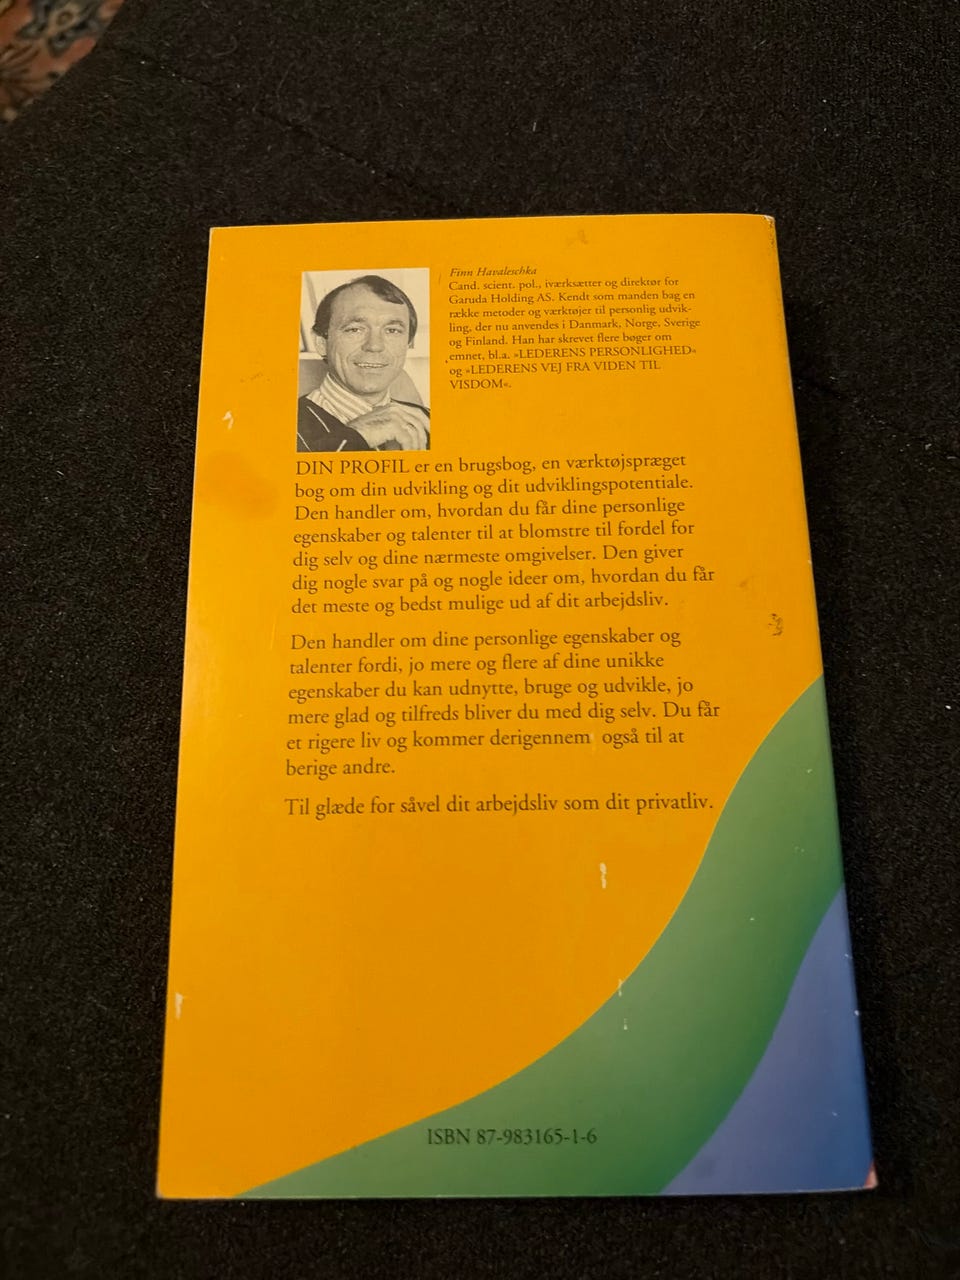 Finn Havaleschka
Cand. scient. pol., iværksætter og direktør for
Garuda Holding AS. Kendt som manden bag en
række metoder og værktøjer til personlig udvik-
ling, der nu anvendes i Danmark, Norge, Sverige
og Finland. Han har skrevet flere bøger om
emnet, bl.a. »LEDERENS PERSONLIGHED«
og »LEDERENS VEJ FRA VIDEN TIL
VISDOM«.
DIN PROFIL er en brugsbog, en værktøjspræget
bog om din udvikling og dit udviklingspotentiale.
Den handler om, hvordan du får dine personlige
egenskaber og talenter til at blomstre til fordel for
dig selv og dine nærmeste omgivelser. Den giver
dig nogle svar på og nogle ideer om, hvordan du får
det meste og bedst mulige ud af dit arbejdsliv.
Den handler om dine personlige egenskaber og
talenter fordi, jo mere og flere af dine unikke
egenskaber du kan udnytte, bruge og udvikle, jo
mere glad og tilfreds bliver du med dig selv. Du får
et rigere liv og kommer derigennem også til at
berige andre.
Til glæde for såvel dit arbejdsliv som dit privatliv.
ISBN 87-983165-1-6